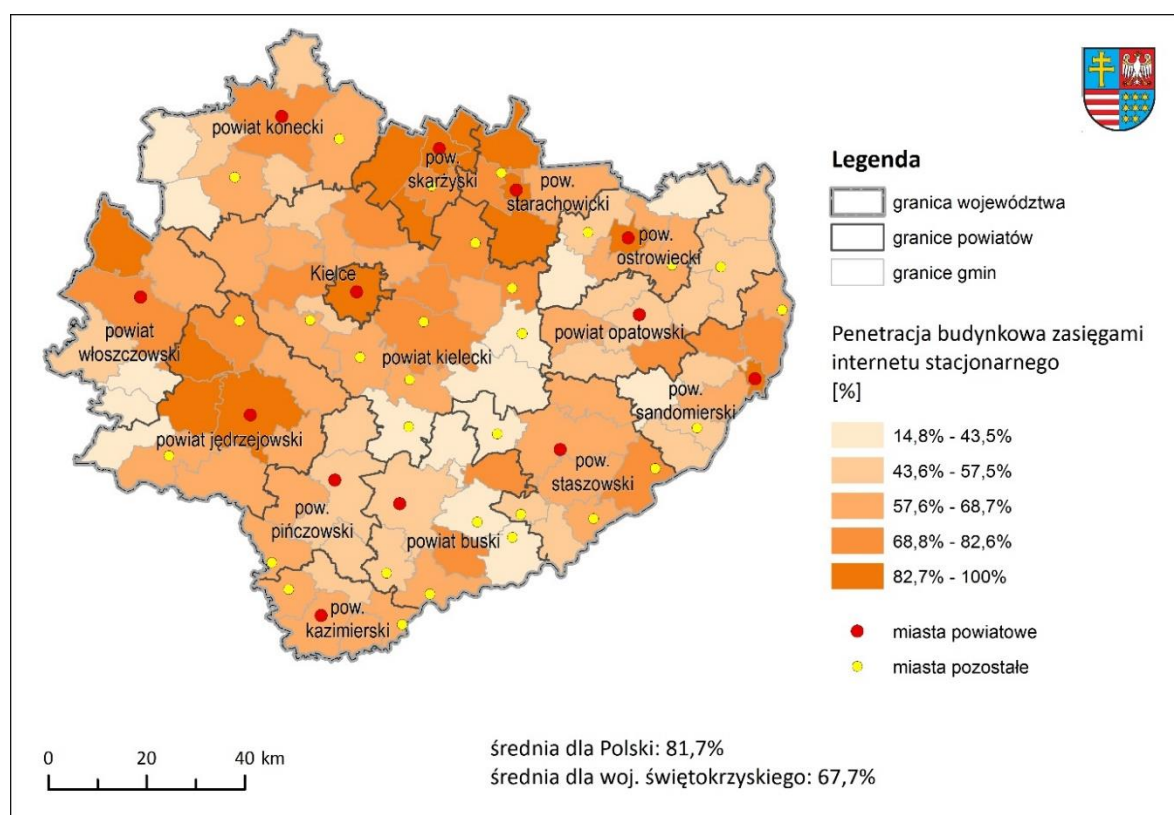 powiat konecki
pow.
skarżyski
pow.
starachowicki
pow.
ostrowiecki
Kielce
powiat
włoszczowski
powiat kielecki
powiat opatowski
pow.
sandomierski
powiat jędrzejowski
pow.
staszowski
pow.
pińczowski
powiat buski
pow.
kazimierski
Legenda
granica województwa
granice powiatów
granice gmin
Penetracja budynkowa zasięgami
internetu stacjonarnego
[%]
14,8% - 43,5%
43,6% - 57,5%
57,6% - 68,7%
68,8% - 82,6%
82,7% - 100%
miasta powiatowe
miasta pozostałe
0 20 40 km
średnia dla Polski: 81,7%
średnia dla woj. świętokrzyskiego: 67,7%